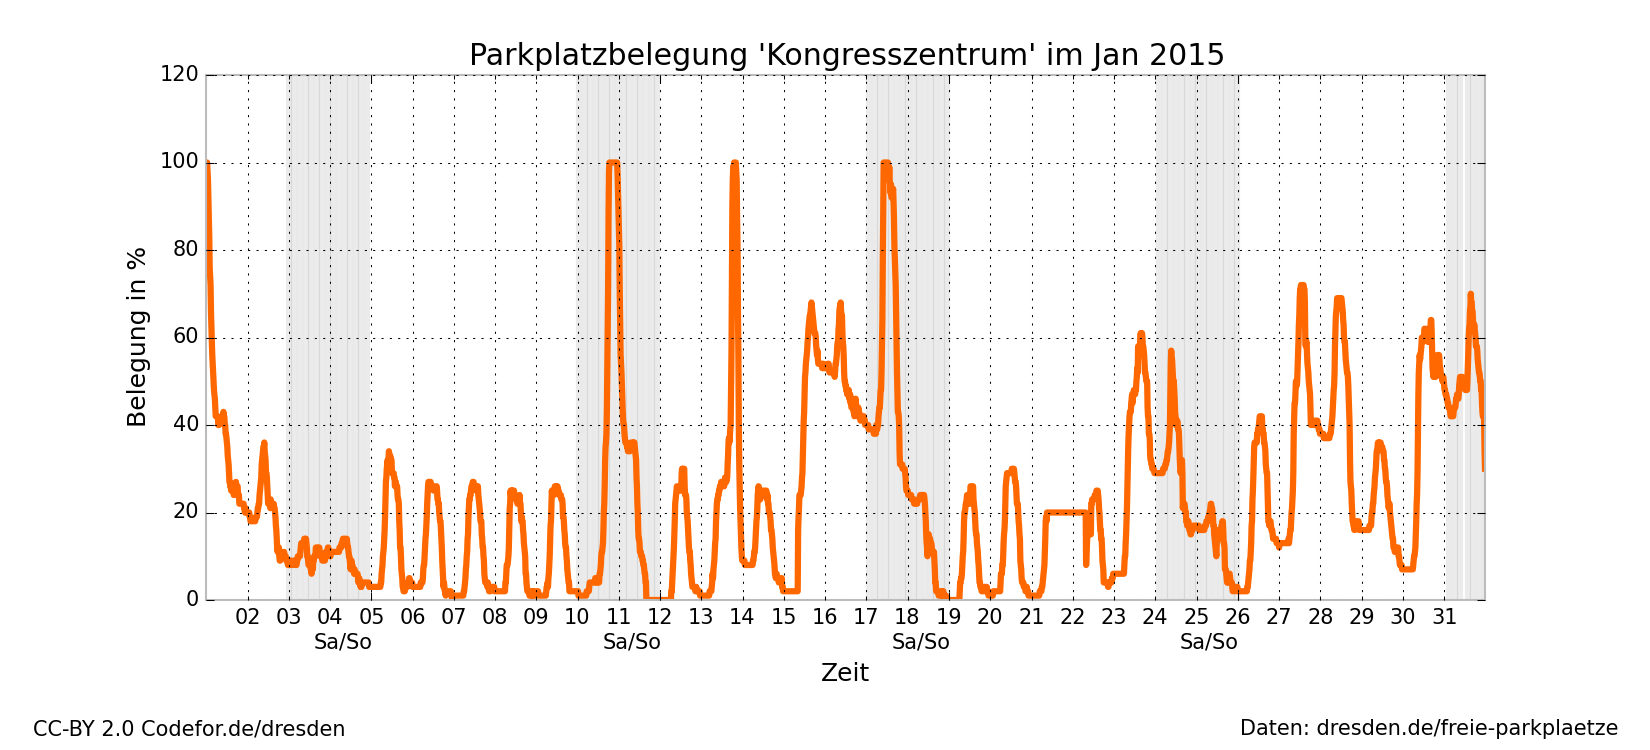 Parkplatzbelegung 'Kongresszentrum' im Jan 2015
120
100
80
60
40
20
0
Belegung in %
02 03 04 05 06 07 08 09 10 11 12 13 14 15 16 17 18 19 20 21 22 23 24 25 26 27 28 29 30 31
Sa/So Sa/So Sa/So Sa/So
Zeit
CC-BY 2.0 Codefor.de/dresden
Daten: dresden.de/freie-parkplaetze